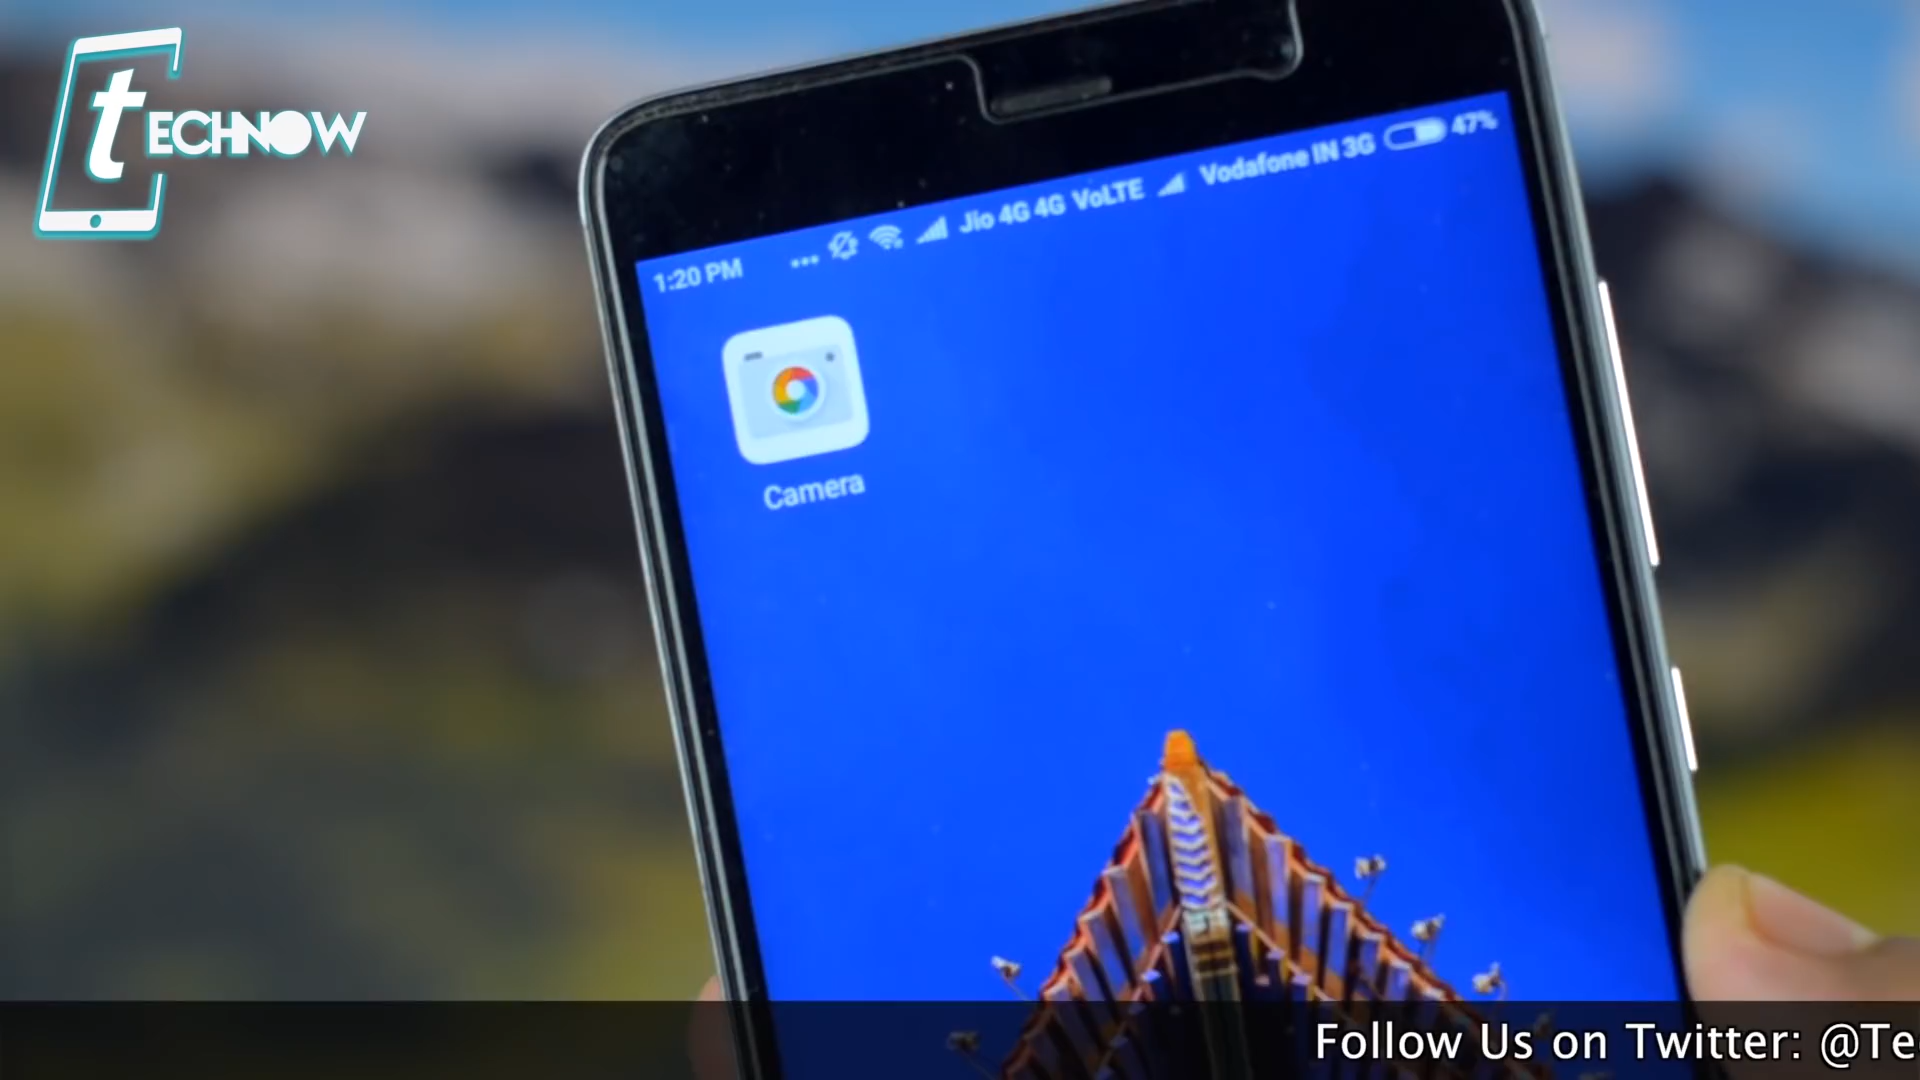 tECHNOW
1:20 PM ... Jio 4G 4G VoLTE Vodafone IN 3G 47%
Camera
Follow Us on Twitter: @Te